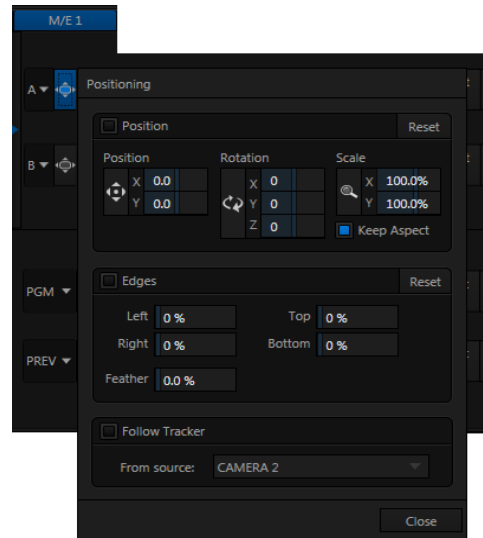 M/E 1
A
Positioning
Position Reset
B
Position Rotation Scale
X 0.0 X 0 X 100.0%
Y 0.0 Y 0 Y 100.0%
Z 0 Keep Aspect
PGM
Edges Reset
Left 0 % Top 0 %
Right 0 % Bottom 0 %
PREV
Feather 0.0 %
Follow Tracker
From source: CAMERA 2
Close